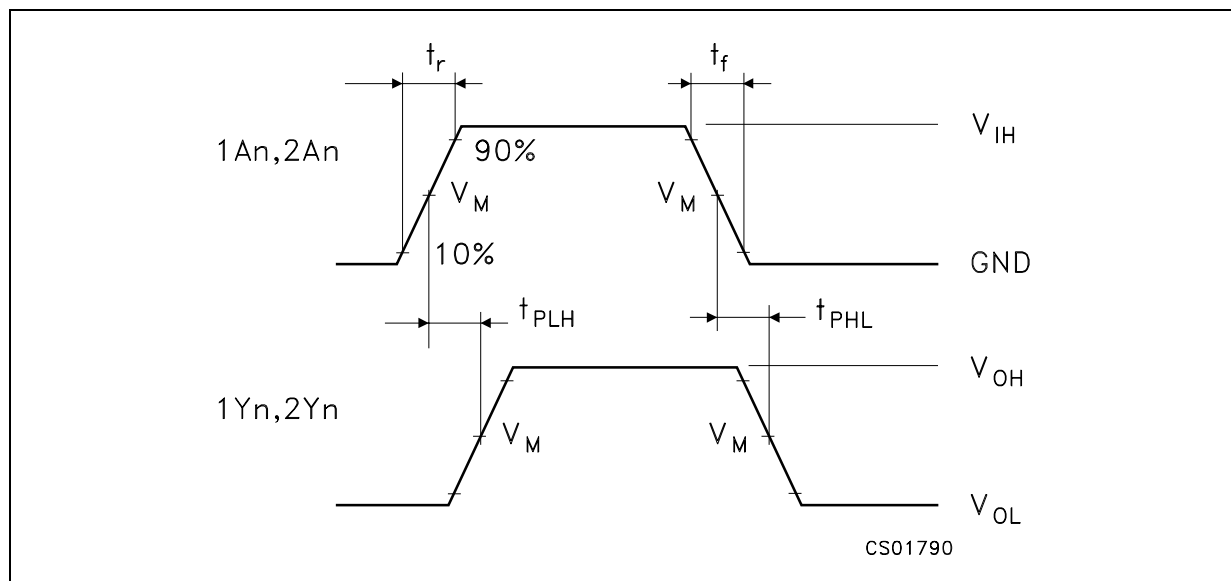 tr
tf
1An,2An
90%
VIH
VM
VM
10%
GND
tPLH
tPHL
VOH
1Yn,2Yn
VM
VM
VOL
CS01790